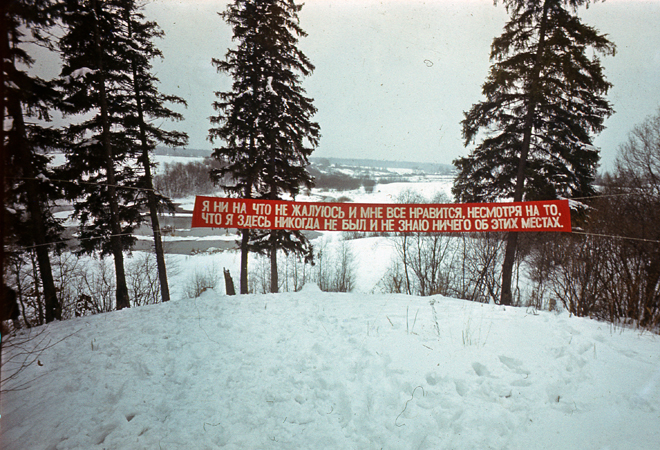 Я НИ НА ЧТО НЕ ЖАЛУЮСЬ И МНЕ ВСЕ НРАВИТСЯ, НЕСМОТРЯ НА ТО,
ЧТО Я ЗДЕСЬ НИКОГДА НЕ БЫЛ И НЕ ЗНАЮ НИЧЕГО ОБ ЭТИХ МЕСТАХ.